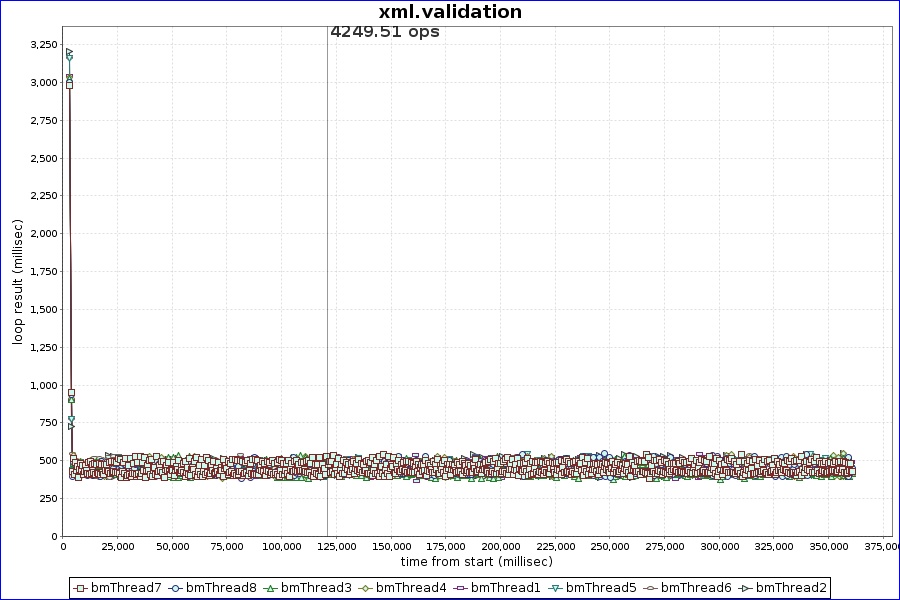 xml.validation
4249.51 ops
loop result (millisec)
3,250
3,000
2,750
2,500
2,250
2,000
1,750
1,500
1,250
1,000
750
500
250
0
0 25,000 50,000 75,000 100,000 125,000 150,000 175,000 200,000 225,000 250,000 275,000 300,000 325,000 350,000 375,00
time from start (millisec)
bmThread7 bmThread8 bmThread3 bmThread4 bmThread1 bmThread5 bmThread6 bmThread2